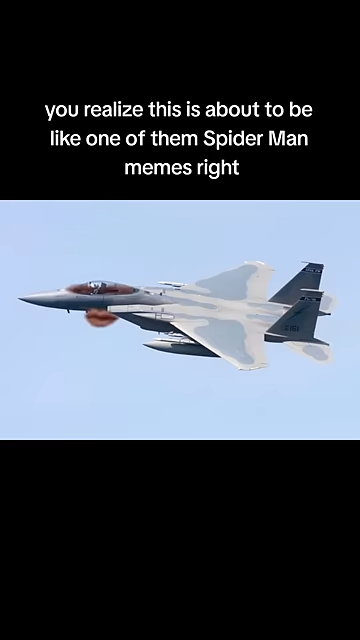 you realize this is about to be
like one of them Spider Man
memes right